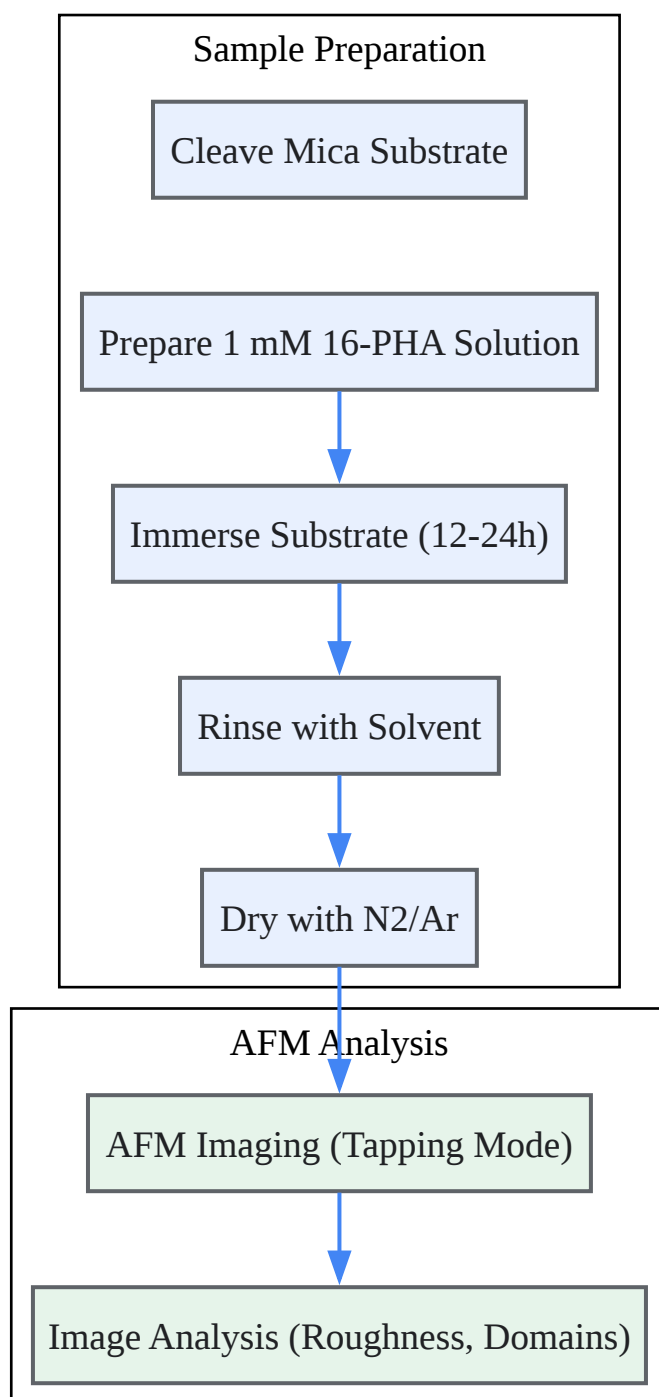 Sample Preparation
Cleave Mica Substrate
Prepare 1 mM 16-PHA Solution
Immerse Substrate (12-24h)
Rinse with Solvent
Dry with N2/Ar
AFM Analysis
AFM Imaging (Tapping Mode)
Image Analysis (Roughness, Domains)